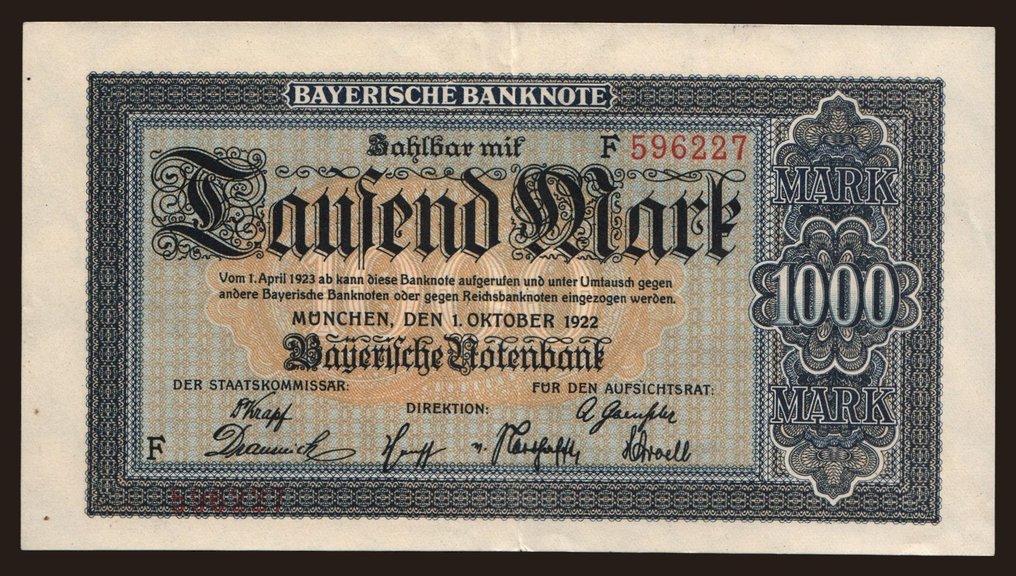 BAYERISCHE BANKNOTE
Zahlbar mit F 596227
Tausend Mark
Vom 1. April 1923 ab kann diese Banknote aufgerufen und unter Umtausch gegen
andere Bayerische Banknoten oder gegen Reichsbanknoten eingezogen werden.
MÜNCHEN, DEN 1. OKTOBER 1922
Bayerische Notenbank
DER STAATSKOMMISSÄR:
FÜR DEN AUFSICHTSRAT:
DIREKTION:
F
596227
MARK
1000
MARK